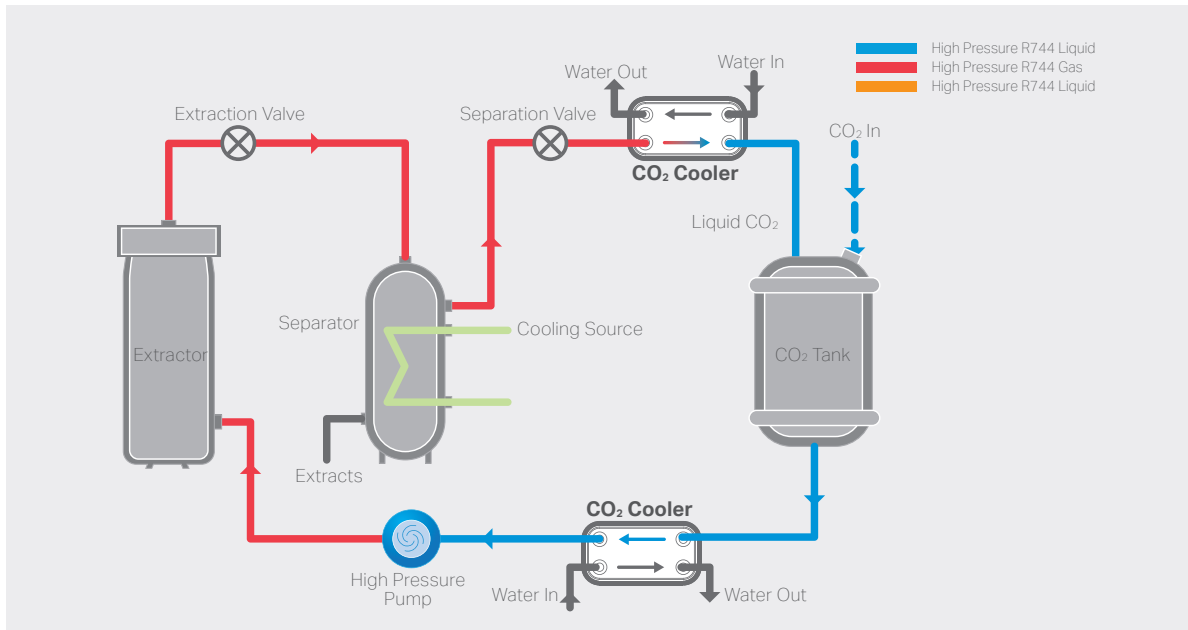 High Pressure R744 Liquid
High Pressure R744 Gas
High Pressure R744 Liquid
Water Out
Water In
Extraction Valve
Separation Valve
CO₂ In
CO₂ Cooler
Liquid CO₂
Separator
Cooling Source
Extractor
CO₂ Tank
Extracts
CO₂ Cooler
High Pressure
Pump
Water In
Water Out